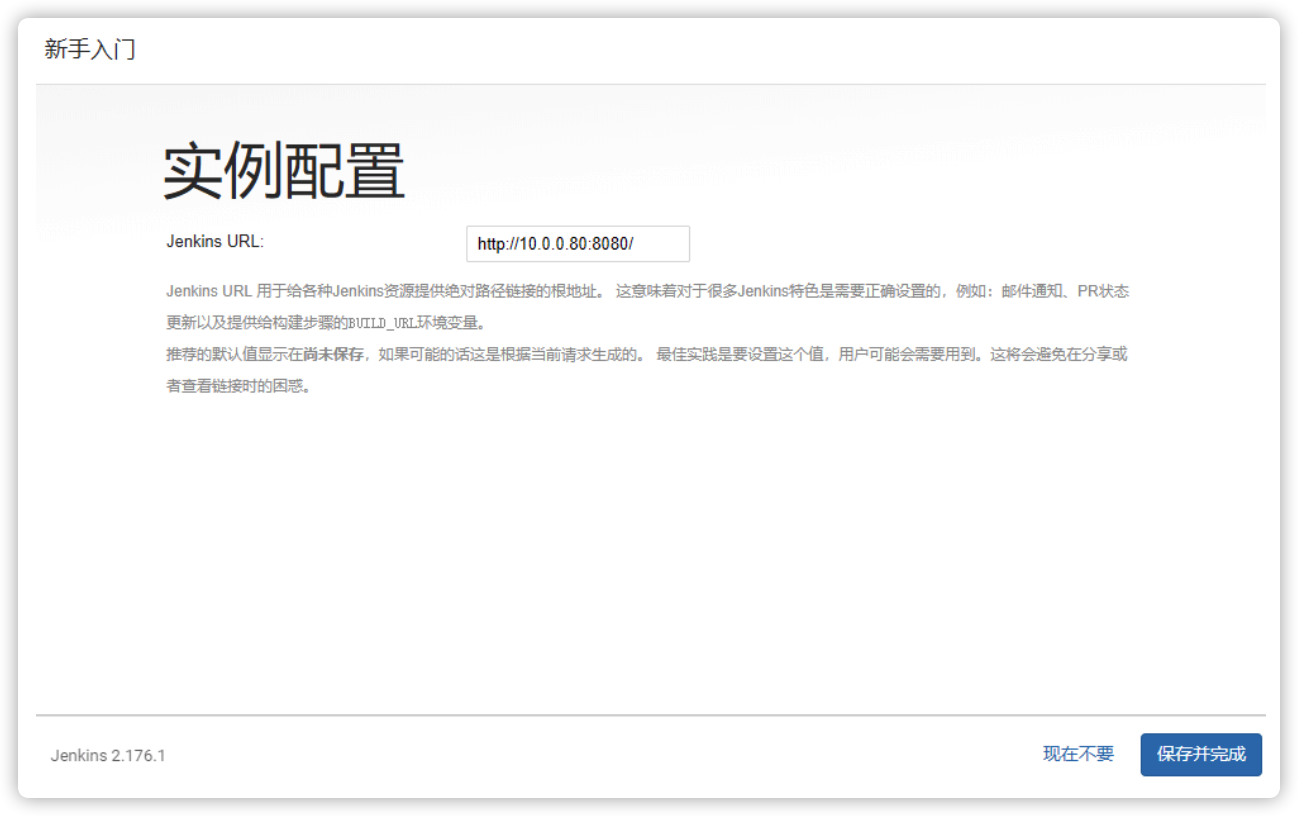 新手入门
实例配置
Jenkins URL:
http://10.0.0.80:8080/
Jenkins URL 用于给各种Jenkins资源提供绝对路径链接的根地址。 这意味着对于很多Jenkins特色是需要正确设置的，例如：邮件通知、PR状态
更新以及提供给构建步骤的BUILD_URL环境变量。
推荐的默认值显示在尚未保存，如果可能的话这是根据当前请求生成的。 最佳实践是要设置这个值，用户可能会需要用到。这将会避免在分享或
者查看链接时的困惑。
Jenkins 2.176.1
现在不要
保存并完成